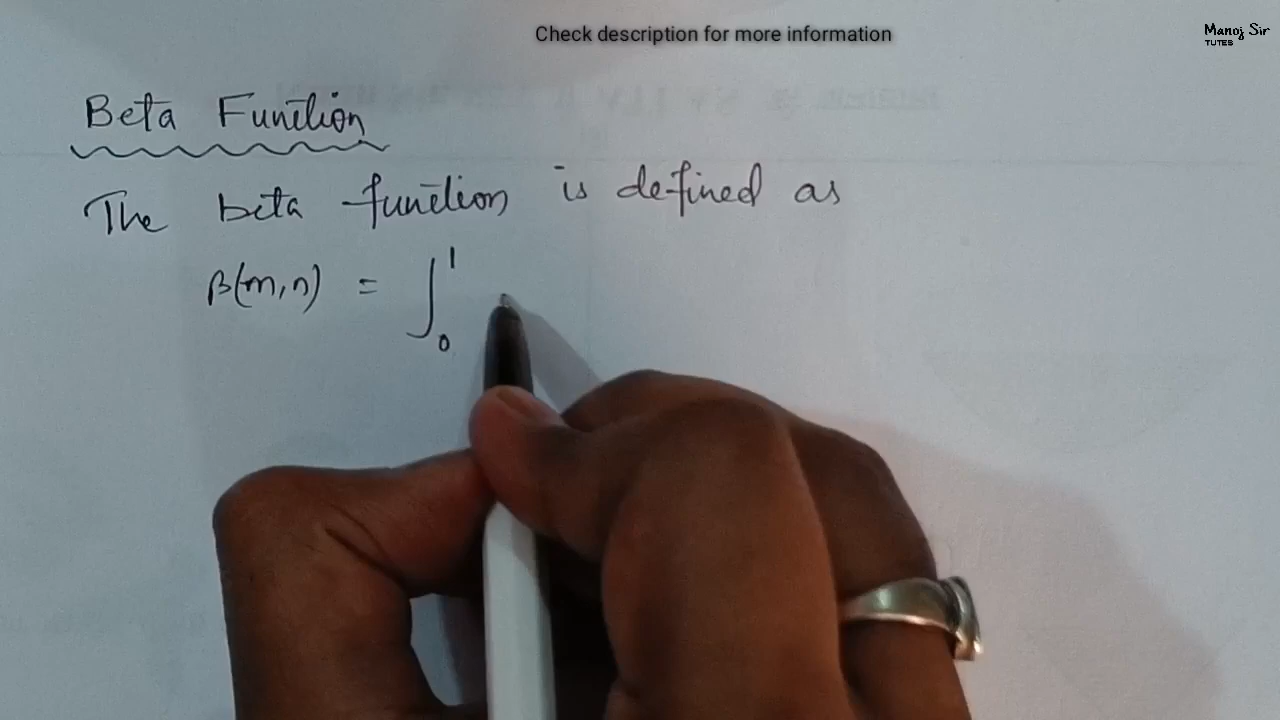 Check description for more information
Manoj Sir
TUTES
Beta Function
The beta function is defined as
β(m,n) = ∫₀¹